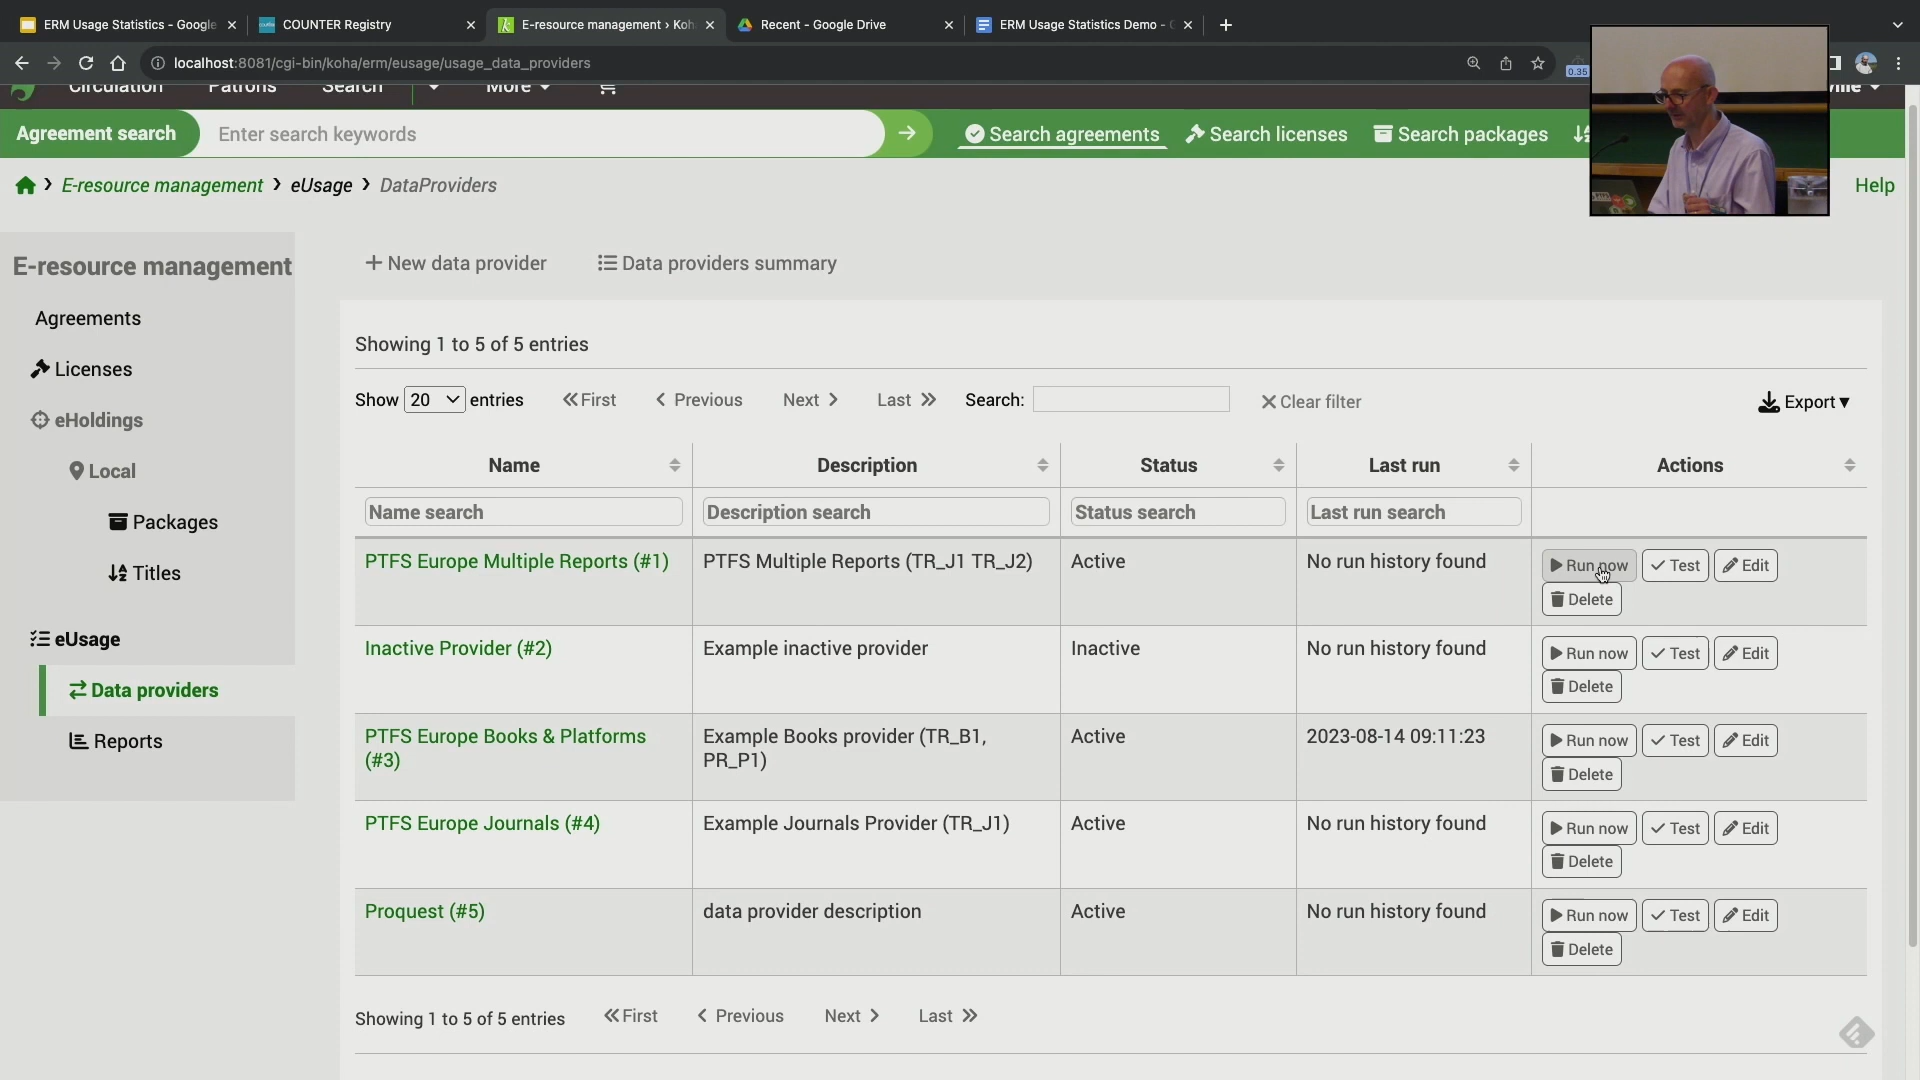 ERM Usage Statistics - Google
COUNTER Registry
E-resource management › Koh
Recent - Google Drive
ERM Usage Statistics Demo -
localhost:8081/cgi-bin/koha/erm/eusage/usage_data_providers
0.35
Circulation Patrons Search More
Agreement search Enter search keywords Search agreements Search licenses Search packages
E-resource management eUsage DataProviders Help
E-resource management
Agreements
Licenses
eHoldings
Local
Packages
Titles
eUsage
Data providers
Reports
+ New data provider Data providers summary
Showing 1 to 5 of 5 entries
Show 20 entries First Previous Next Last Search: Clear filter Export
Name Description Status Last run Actions
Name search Description search Status search Last run search
PTFS Europe Multiple Reports (#1) PTFS Multiple Reports (TR_J1 TR_J2) Active No run history found Run now Test Edit
Delete
Inactive Provider (#2) Example inactive provider Inactive No run history found Run now Test Edit
Delete
PTFS Europe Books & Platforms Example Books provider (TR_B1, Active 2023-08-14 09:11:23 Run now Test Edit
(#3) PR_P1) Delete
PTFS Europe Journals (#4) Example Journals Provider (TR_J1) Active No run history found Run now Test Edit
Delete
Proquest (#5) data provider description Active No run history found Run now Test Edit
Delete
Showing 1 to 5 of 5 entries First Previous Next Last